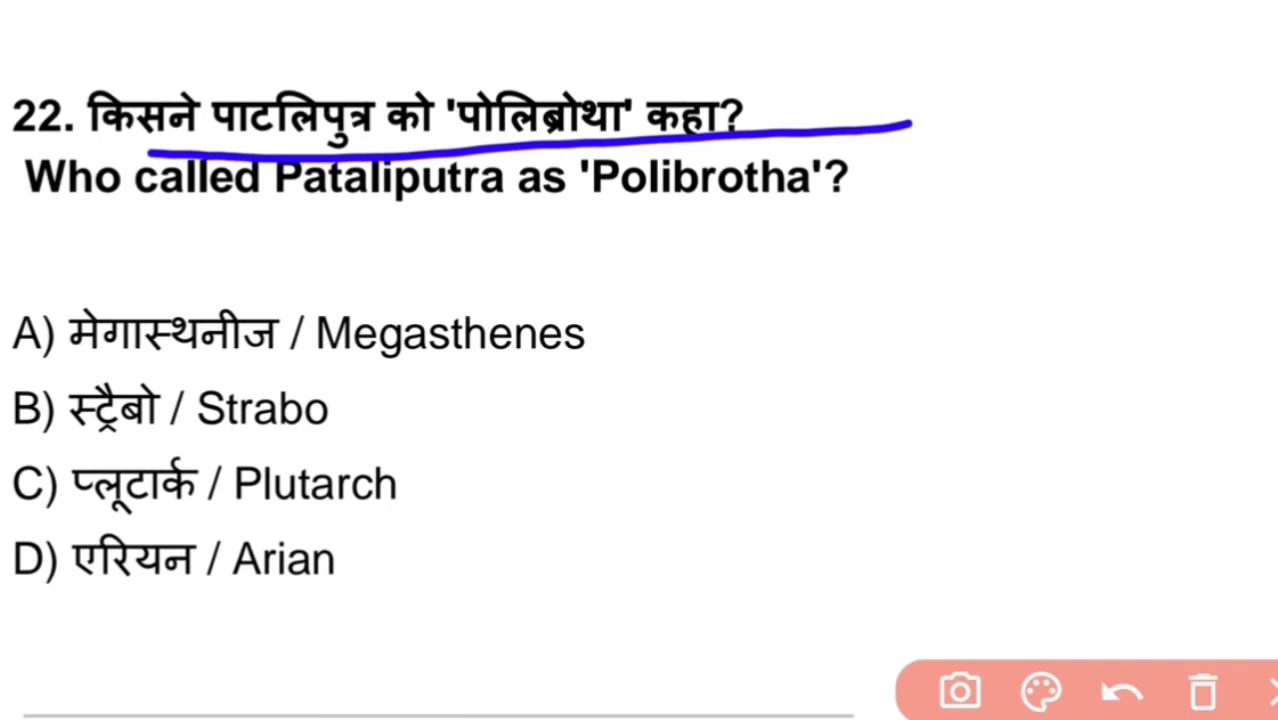 22. किसने पाटलिपुत्र को 'पोलिब्रोथा' कहा?
Who called Pataliputra as 'Polibrotha'?
A) मेगास्थनीज / Megasthenes
B) स्ट्रैबो / Strabo
C) प्लूटार्क / Plutarch
D) एरियन / Arian